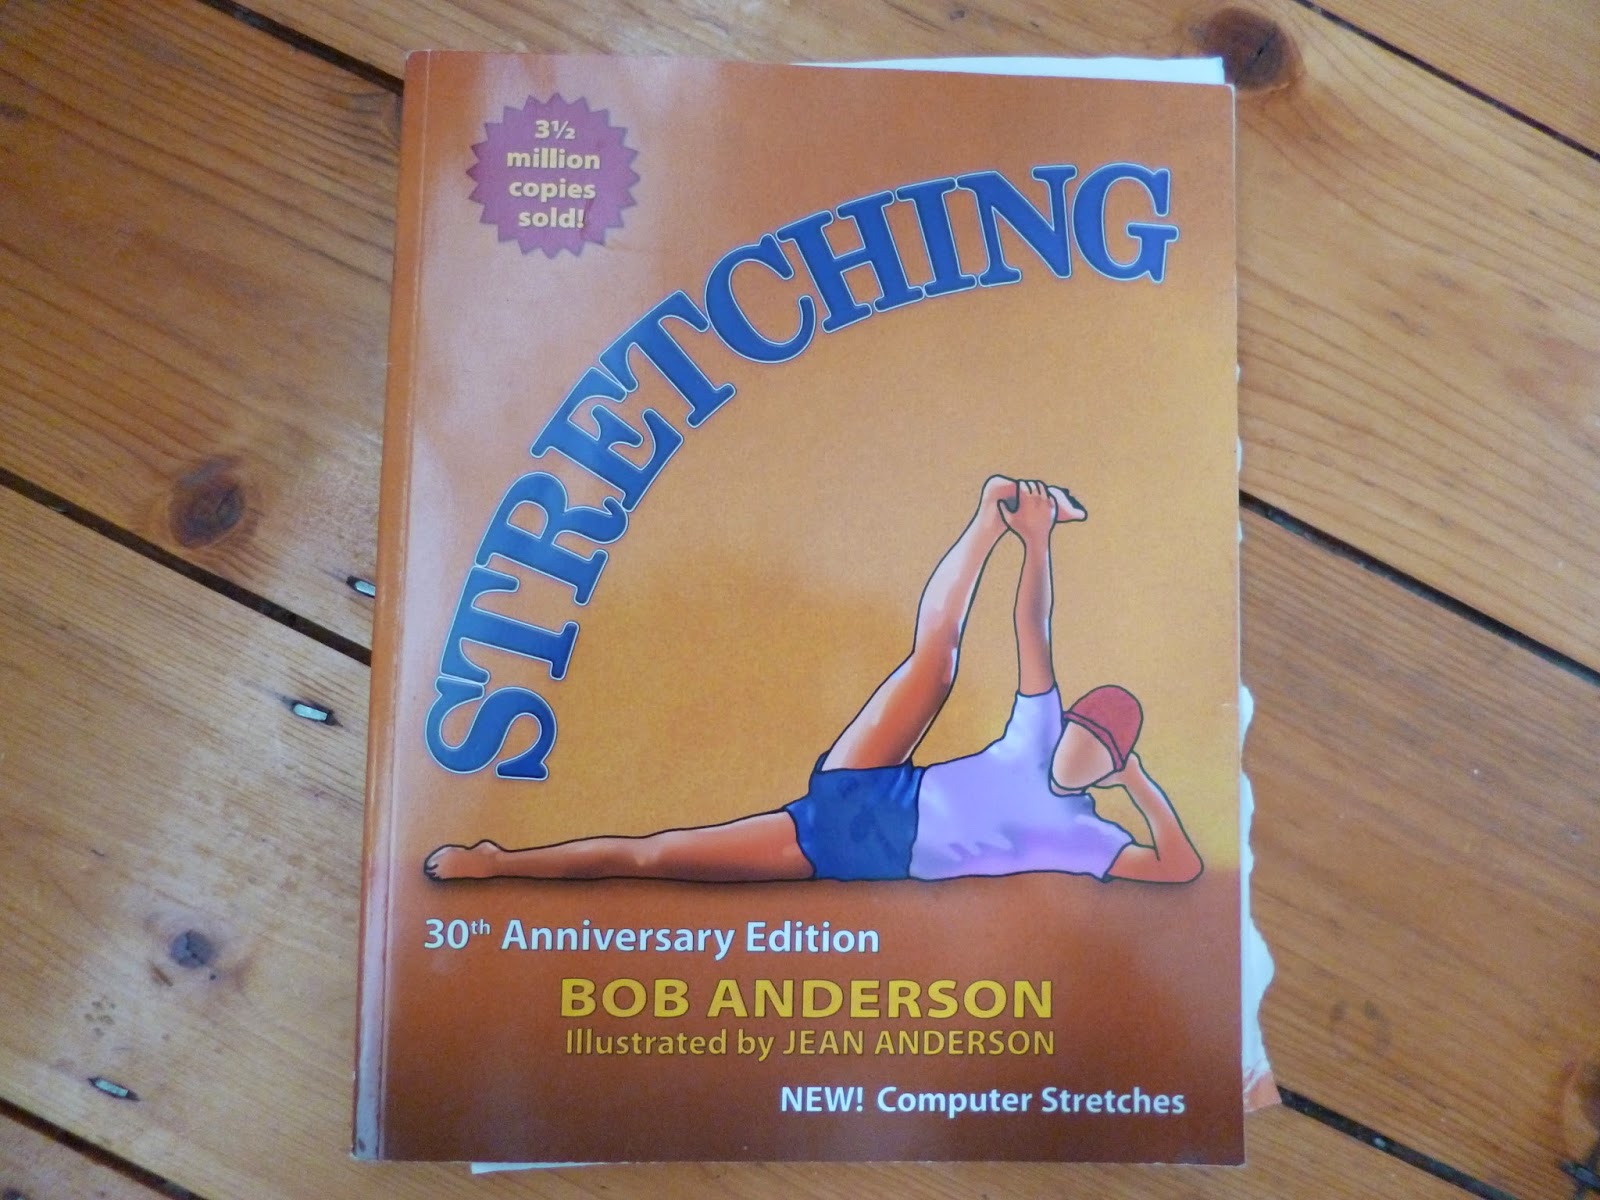 3½
million
copies
sold!
STRETCHING
30th Anniversary Edition
BOB ANDERSON
Illustrated by JEAN ANDERSON
NEW! Computer Stretches